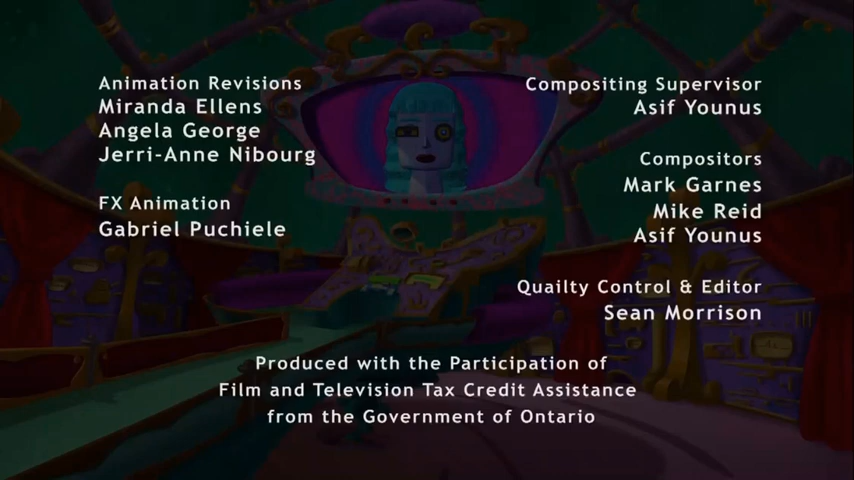 Animation Revisions
Miranda Ellens
Angela George
Jerri-Anne Nibourg
FX Animation
Gabriel Puchiele
Compositing Supervisor
Asif Younus
Compositors
Mark Garnes
Mike Reid
Asif Younus
Quailty Control & Editor
Sean Morrison
Produced with the Participation of
Film and Television Tax Credit Assistance
from the Government of Ontario